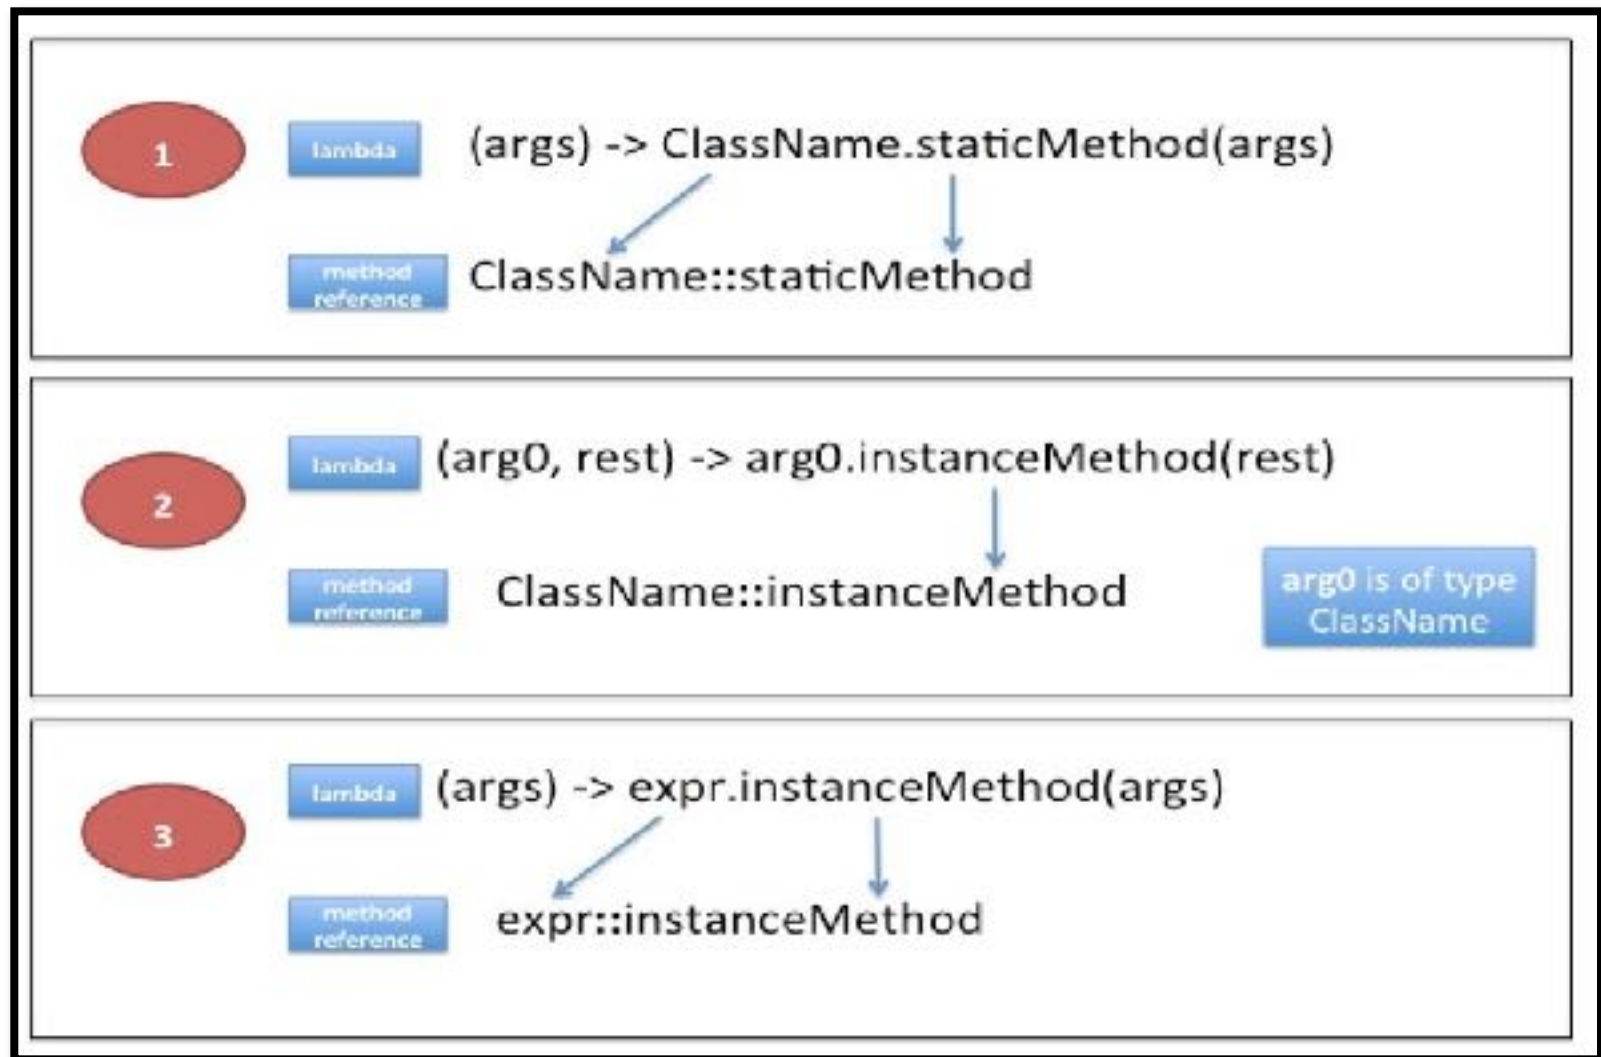 1
lambda
(args) -> ClassName.staticMethod(args)
method
reference
ClassName::staticMethod
2
lambda
(arg0, rest) -> arg0.instanceMethod(rest)
method
reference
ClassName::instanceMethod
arg0 is of type
ClassName
3
lambda
(args) -> expr.instanceMethod(args)
method
reference
expr::instanceMethod